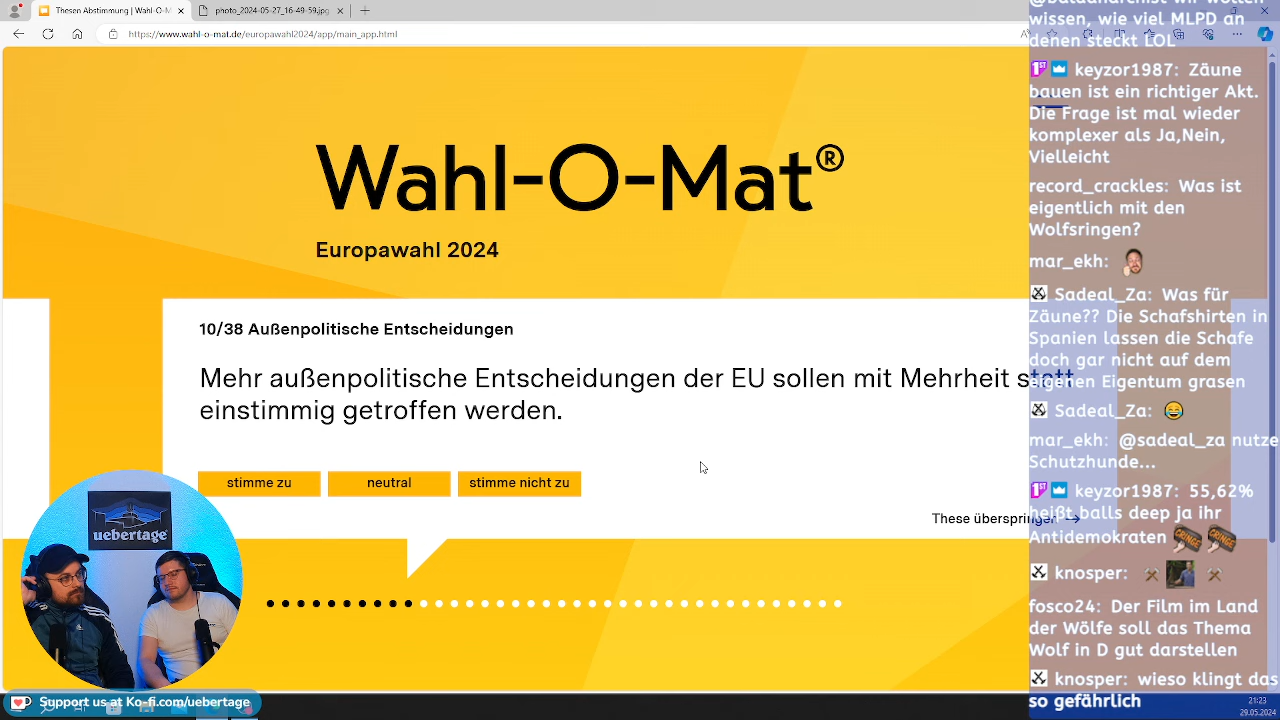 Thesen Abstimmung | Wahl-O-Mat
photo_2024-05-27_16-49-59.jpg
https://www.wahl-o-mat.de/europawahl2024/app/main_app.html
Wahl-O-Mat®
Europawahl 2024
10/38 Außenpolitische Entscheidungen
Mehr außenpolitische Entscheidungen der EU sollen mit Mehrheit statt
einstimmig getroffen werden.
stimme zu
neutral
stimme nicht zu
These überspringen →
uebertage
Support us at Ko-fi.com/uebertage
wissen, wie viel MLPD an
denen steckt LOL
keyzor1987: Zäune
bauen ist ein richtiger Akt.
Die Frage ist mal wieder
komplexer als Ja,Nein,
Vielleicht
record_crackles: Was ist
eigentlich mit den
Wolfsringen?
mar_ekh:
Sadeal_Za: Was für
Zäune?? Die Schafshirten in
Spanien lassen die Schafe
doch gar nicht auf dem
eigenen Eigentum grasen
Sadeal_Za: 😂
mar_ekh: @sadeal_za nutze
Schutzhunde...
keyzor1987: 55,62%
heißt balls deep ja ihr
Antidemokraten CRINGE CRINGE
knosper:
fosco24: Der Film im Land
der Wölfe soll das Thema
Wolf in D gut darstellen
knosper: wieso klingt das
so gefährlich
21:23
29.05.2024